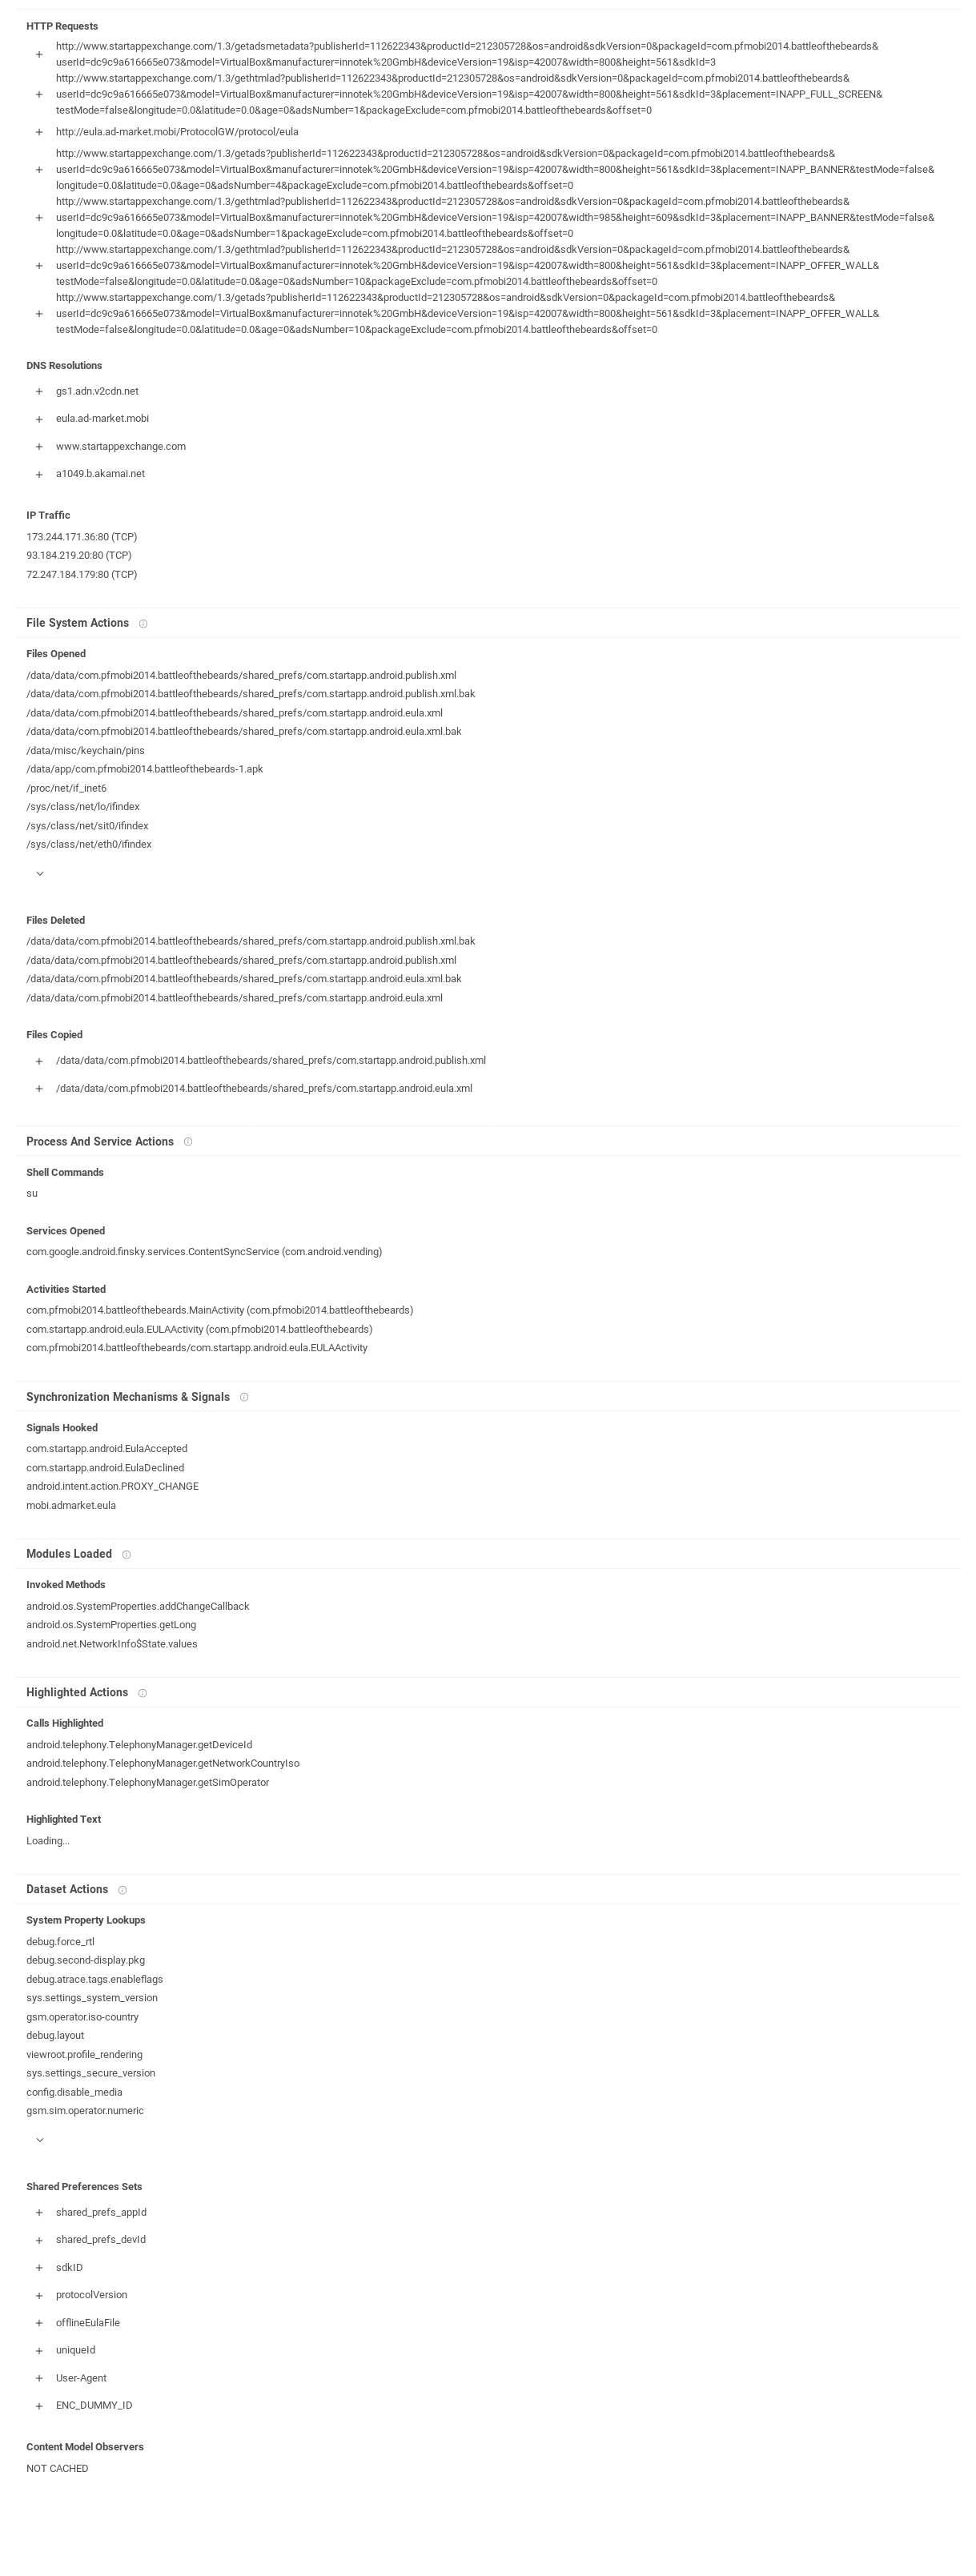 HTTP Requests
http://www.startappexchange.com/1.3/getadsmetadata?publisherId=112622343&productId=212305728&os=android&sdkVersion=0&packageId=com.pfmobi2014.battleofthebeards&
userId=dc9c9a616665e073&model=VirtualBox&manufacturer=innotek%20GmbH&deviceVersion=19&isp=42007&width=800&height=561&sdkId=3
http://www.startappexchange.com/1.3/gethtmlad?publisherId=112622343&productId=212305728&os=android&sdkVersion=0&packageId=com.pfmobi2014.battleofthebeards&
userId=dc9c9a616665e073&model=VirtualBox&manufacturer=innotek%20GmbH&deviceVersion=19&isp=42007&width=800&height=561&sdkId=3&placement=INAPP_FULL_SCREEN&
testMode=false&longitude=0.0&latitude=0.0&age=0&adsNumber=1&packageExclude=com.pfmobi2014.battleofthebeards&offset=0
http://eula.ad-market.mobi/ProtocolGW/protocol/eula
http://www.startappexchange.com/1.3/getads?publisherId=112622343&productId=212305728&os=android&sdkVersion=0&packageId=com.pfmobi2014.battleofthebeards&
userId=dc9c9a616665e073&model=VirtualBox&manufacturer=innotek%20GmbH&deviceVersion=19&isp=42007&width=800&height=561&sdkId=3&placement=INAPP_BANNER&testMode=false&
longitude=0.0&latitude=0.0&age=0&adsNumber=4&packageExclude=com.pfmobi2014.battleofthebeards&offset=0
http://www.startappexchange.com/1.3/gethtmlad?publisherId=112622343&productId=212305728&os=android&sdkVersion=0&packageId=com.pfmobi2014.battleofthebeards&
userId=dc9c9a616665e073&model=VirtualBox&manufacturer=innotek%20GmbH&deviceVersion=19&isp=42007&width=985&height=609&sdkId=3&placement=INAPP_BANNER&testMode=false&
longitude=0.0&latitude=0.0&age=0&adsNumber=1&packageExclude=com.pfmobi2014.battleofthebeards&offset=0
http://www.startappexchange.com/1.3/gethtmlad?publisherId=112622343&productId=212305728&os=android&sdkVersion=0&packageId=com.pfmobi2014.battleofthebeards&
userId=dc9c9a616665e073&model=VirtualBox&manufacturer=innotek%20GmbH&deviceVersion=19&isp=42007&width=800&height=561&sdkId=3&placement=INAPP_OFFER_WALL&
testMode=false&longitude=0.0&latitude=0.0&age=0&adsNumber=10&packageExclude=com.pfmobi2014.battleofthebeards&offset=0
http://www.startappexchange.com/1.3/getads?publisherId=112622343&productId=212305728&os=android&sdkVersion=0&packageId=com.pfmobi2014.battleofthebeards&
userId=dc9c9a616665e073&model=VirtualBox&manufacturer=innotek%20GmbH&deviceVersion=19&isp=42007&width=800&height=561&sdkId=3&placement=INAPP_OFFER_WALL&
testMode=false&longitude=0.0&latitude=0.0&age=0&adsNumber=10&packageExclude=com.pfmobi2014.battleofthebeards&offset=0
DNS Resolutions
gs1.adn.v2cdn.net
eula.ad-market.mobi
www.startappexchange.com
a1049.b.akamai.net
IP Traffic
173.244.171.36:80 (TCP)
93.184.219.20:80 (TCP)
72.247.184.179:80 (TCP)
File System Actions
Files Opened
/data/data/com.pfmobi2014.battleofthebeards/shared_prefs/com.startapp.android.publish.xml
/data/data/com.pfmobi2014.battleofthebeards/shared_prefs/com.startapp.android.publish.xml.bak
/data/data/com.pfmobi2014.battleofthebeards/shared_prefs/com.startapp.android.eula.xml
/data/data/com.pfmobi2014.battleofthebeards/shared_prefs/com.startapp.android.eula.xml.bak
/data/misc/keychain/pins
/data/app/com.pfmobi2014.battleofthebeards-1.apk
/proc/net/if_inet6
/sys/class/net/lo/ifindex
/sys/class/net/sit0/ifindex
/sys/class/net/eth0/ifindex
Files Deleted
/data/data/com.pfmobi2014.battleofthebeards/shared_prefs/com.startapp.android.publish.xml.bak
/data/data/com.pfmobi2014.battleofthebeards/shared_prefs/com.startapp.android.publish.xml
/data/data/com.pfmobi2014.battleofthebeards/shared_prefs/com.startapp.android.eula.xml.bak
/data/data/com.pfmobi2014.battleofthebeards/shared_prefs/com.startapp.android.eula.xml
Files Copied
/data/data/com.pfmobi2014.battleofthebeards/shared_prefs/com.startapp.android.publish.xml
/data/data/com.pfmobi2014.battleofthebeards/shared_prefs/com.startapp.android.eula.xml
Process And Service Actions
Shell Commands
su
Services Opened
com.google.android.finsky.services.ContentSyncService (com.android.vending)
Activities Started
com.pfmobi2014.battleofthebeards.MainActivity (com.pfmobi2014.battleofthebeards)
com.startapp.android.eula.EULAActivity (com.pfmobi2014.battleofthebeards)
com.pfmobi2014.battleofthebeards/com.startapp.android.eula.EULAActivity
Synchronization Mechanisms & Signals
Signals Hooked
com.startapp.android.EulaAccepted
com.startapp.android.EulaDeclined
android.intent.action.PROXY_CHANGE
mobi.admarket.eula
Modules Loaded
Invoked Methods
android.os.SystemProperties.addChangeCallback
android.os.SystemProperties.getLong
android.net.NetworkInfo$State.values
Highlighted Actions
Calls Highlighted
android.telephony.TelephonyManager.getDeviceId
android.telephony.TelephonyManager.getNetworkCountryIso
android.telephony.TelephonyManager.getSimOperator
Highlighted Text
Loading...
Dataset Actions
System Property Lookups
debug.force_rtl
debug.second-display.pkg
debug.atrace.tags.enableflags
sys.settings_system_version
gsm.operator.iso-country
debug.layout
viewroot.profile_rendering
sys.settings_secure_version
config.disable_media
gsm.sim.operator.numeric
Shared Preferences Sets
shared_prefs_appId
shared_prefs_devId
sdkID
protocolVersion
offlineEulaFile
uniqueId
User-Agent
ENC_DUMMY_ID
Content Model Observers
NOT CACHED